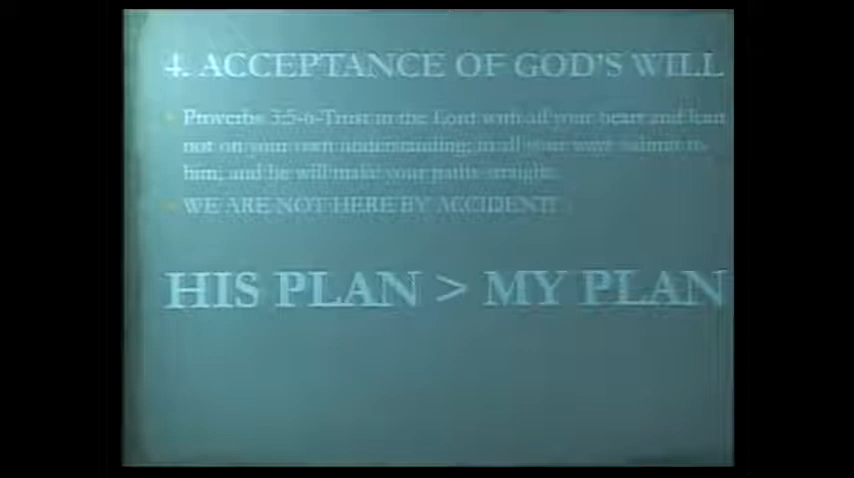 4. ACCEPTANCE OF GOD'S WILL
Proverbs 3:5-6-Trust in the Lord with all your heart and lean
not on your own understanding; in all your ways submit to
him, and he will make your paths straight.
WE ARE NOT HERE BY ACCIDENT!
HIS PLAN > MY PLAN